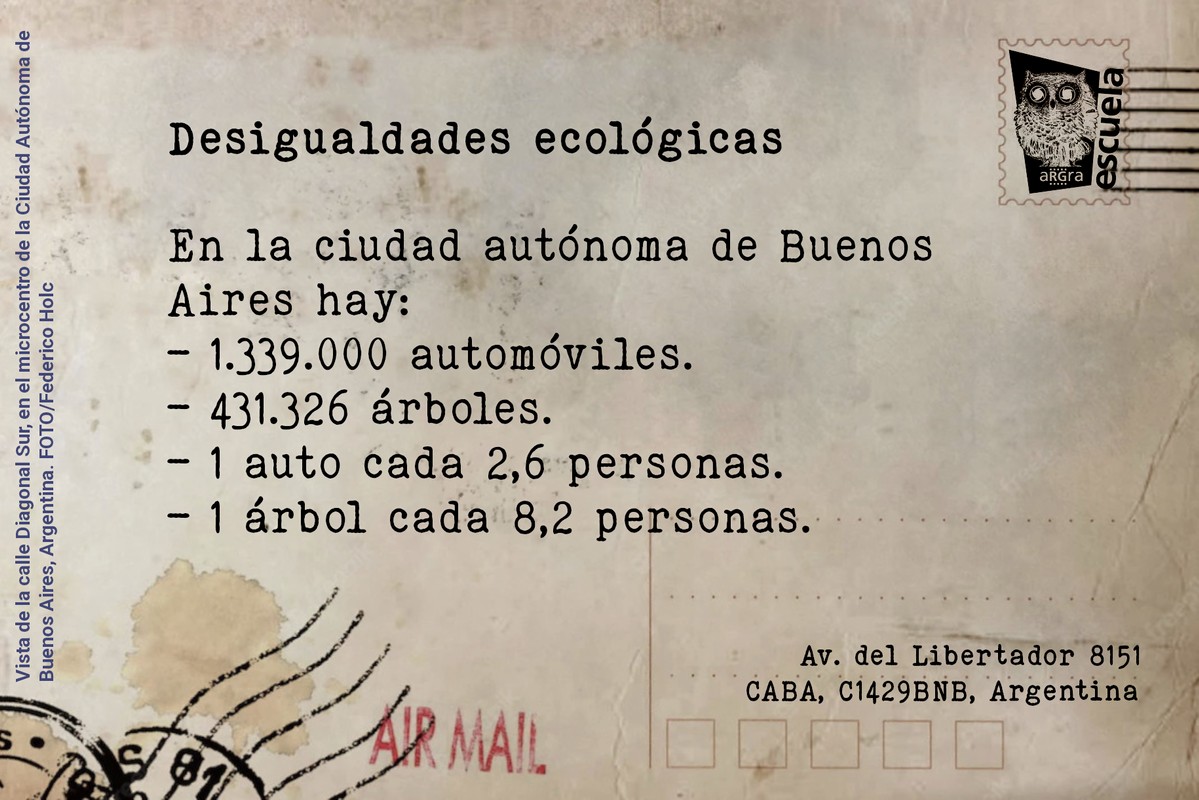 Desigualdades ecológicas
En la ciudad autónoma de Buenos
Aires hay:
- 1.339.000 automóviles.
- 431.326 árboles.
- 1 auto cada 2,6 personas.
- 1 árbol cada 8,2 personas.
Av. del Libertador 8151
CABA, C1429BNB, Argentina
AIR MAIL
aRGra
escuela
Vista de la calle Diagonal Sur, en el microcentro de la Ciudad Autónoma de
Buenos Aires, Argentina. FOTO/Federico Holc
S 81